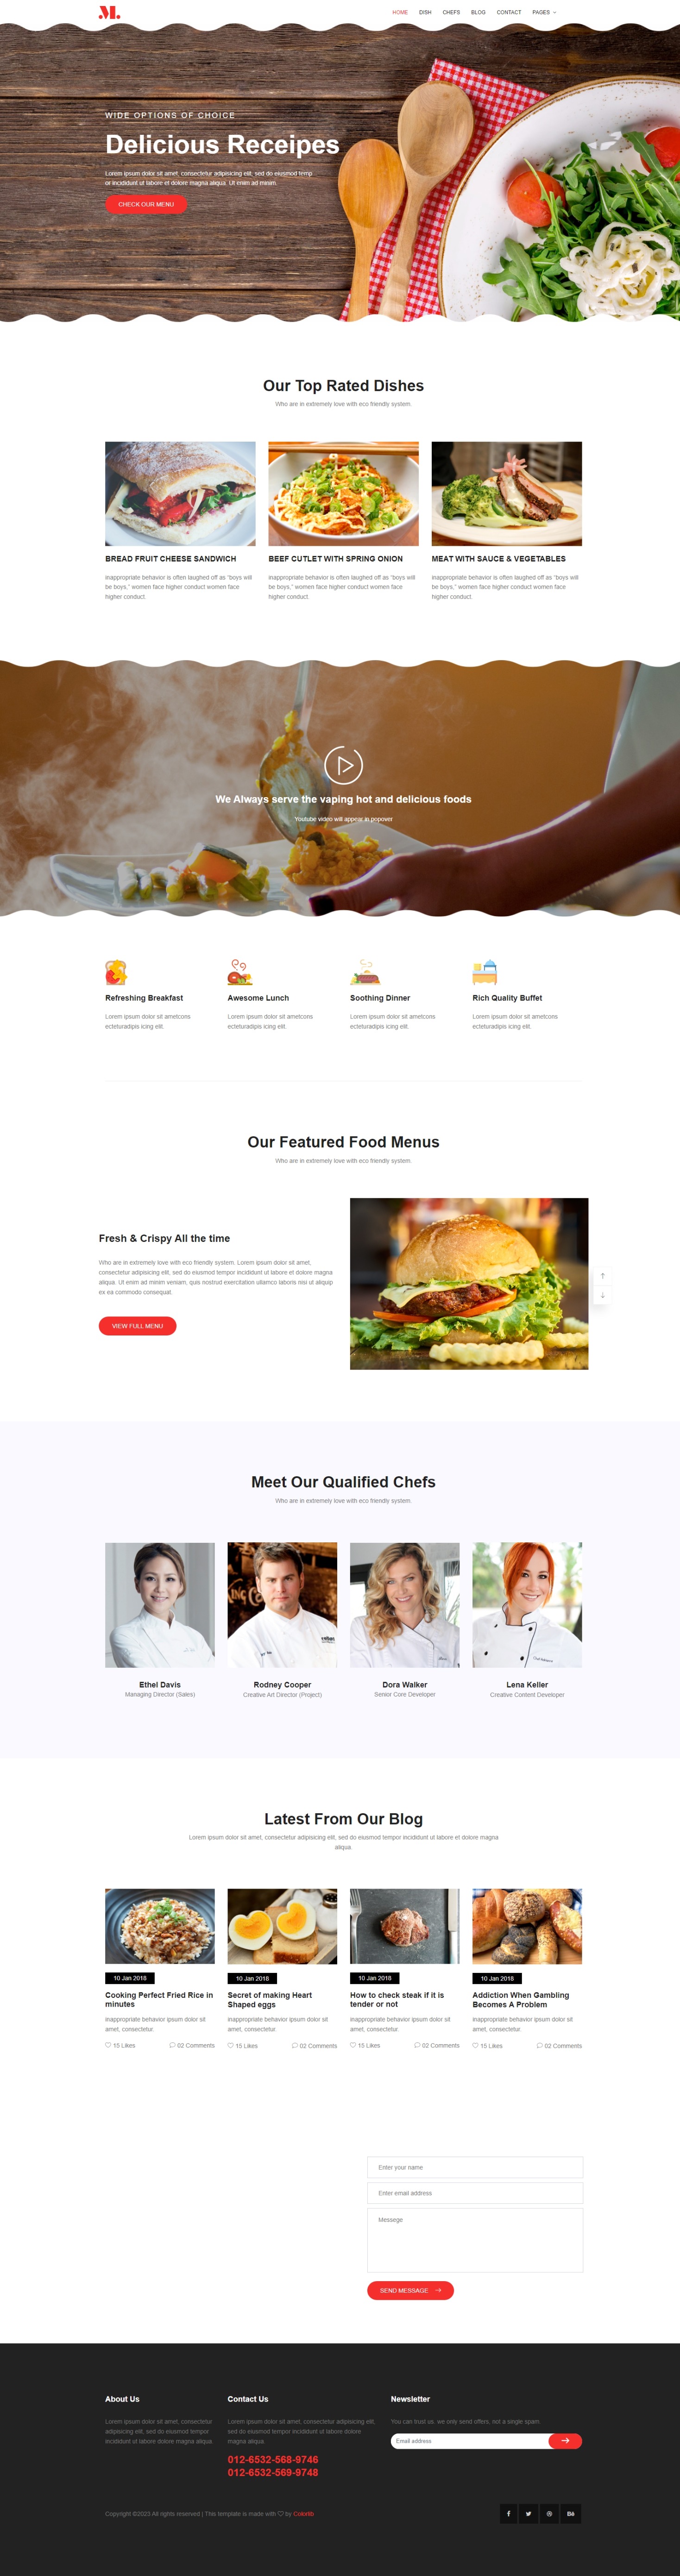 M.
HOME DISH CHEFS BLOG CONTACT PAGES
WIDE OPTIONS OF CHOICE
Delicious Receipes
Lorem ipsum dolor sit amet, consectetur adipisicing elit, sed do eiusmod temp
or incididunt ut labore et dolore magna aliqua. Ut enim ad minim.
CHECK OUR MENU
Our Top Rated Dishes
Who are in extremely love with eco friendly system.
BREAD FRUIT CHEESE SANDWICH
inappropriate behavior is often laughed off as "boys will
be boys," women face higher conduct women face
higher conduct.
BEEF CUTLET WITH SPRING ONION
inappropriate behavior is often laughed off as "boys will
be boys," women face higher conduct women face
higher conduct.
MEAT WITH SAUCE & VEGETABLES
inappropriate behavior is often laughed off as "boys will
be boys," women face higher conduct women face
higher conduct.
We Always serve the vaping hot and delicious foods
Youtube video will appear in popover
Refreshing Breakfast
Lorem ipsum dolor sit ametcons
ecteturadipis icing elit.
Awesome Lunch
Lorem ipsum dolor sit ametcons
ecteturadipis icing elit.
Soothing Dinner
Lorem ipsum dolor sit ametcons
ecteturadipis icing elit.
Rich Quality Buffet
Lorem ipsum dolor sit ametcons
ecteturadipis icing elit.
Our Featured Food Menus
Who are in extremely love with eco friendly system.
Fresh & Crispy All the time
Who are in extremely love with eco friendly system. Lorem ipsum dolor sit amet,
consectetur adipisicing elit, sed do eiusmod tempor incididunt ut labore et dolore magna
aliqua. Ut enim ad minim veniam, quis nostrud exercitation ullamco laboris nisi ut aliquip
ex ea commodo consequat.
VIEW FULL MENU
Meet Our Qualified Chefs
Who are in extremely love with eco friendly system.
Ethel Davis
Managing Director (Sales)
Rodney Cooper
Creative Art Director (Project)
Dora Walker
Senior Core Developer
Lena Keller
Creative Content Developer
Latest From Our Blog
Lorem ipsum dolor sit amet, consectetur adipisicing elit, sed do eiusmod tempor incididunt ut labore et dolore magna
aliqua.
10 Jan 2018
Cooking Perfect Fried Rice in
minutes
inappropriate behavior ipsum dolor sit
amet, consectetur.
15 Likes 02 Comments
10 Jan 2018
Secret of making Heart
Shaped eggs
inappropriate behavior ipsum dolor sit
amet, consectetur.
15 Likes 02 Comments
10 Jan 2018
How to check steak if it is
tender or not
inappropriate behavior ipsum dolor sit
amet, consectetur.
15 Likes 02 Comments
10 Jan 2018
Addiction When Gambling
Becomes A Problem
inappropriate behavior ipsum dolor sit
amet, consectetur.
15 Likes 02 Comments
Enter your name
Enter email address
Messege
SEND MESSAGE
About Us
Lorem ipsum dolor sit amet, consectetur
adipisicing elit, sed do eiusmod tempor
incididunt ut labore dolore magna aliqua.
Contact Us
Lorem ipsum dolor sit amet, consectetur adipisicing elit,
sed do eiusmod tempor incididunt ut labore dolore
magna aliqua.
012-6532-568-9746
012-6532-569-9748
Newsletter
You can trust us. we only send offers, not a single spam.
Email address
Copyright ©2023 All rights reserved | This template is made with by Colorlib
Bē